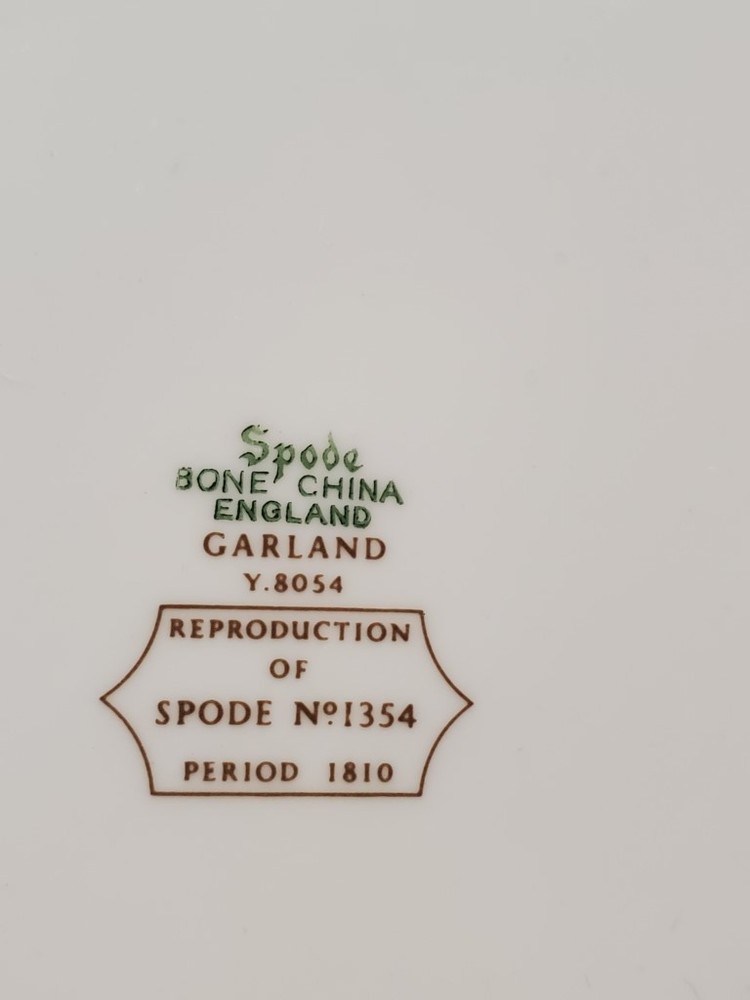 Spode
BONE CHINA
ENGLAND
GARLAND
Y.8054
REPRODUCTION
OF
SPODE Nº1354
PERIOD 1810